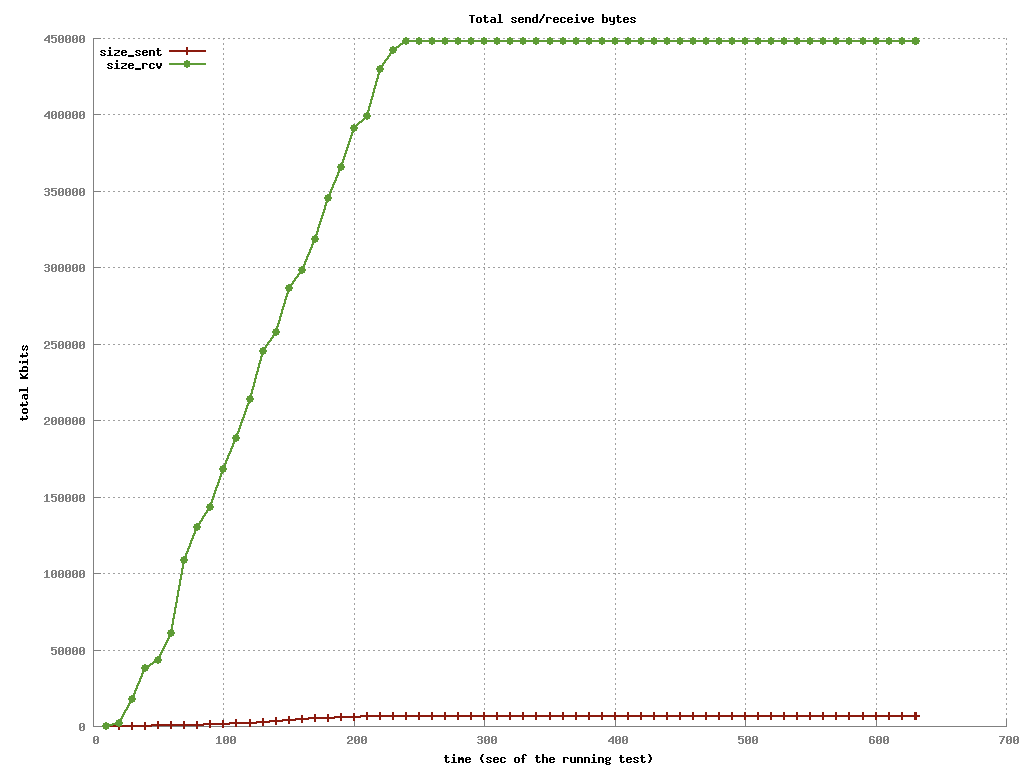 Total send/receive bytes
450000
size_sent
size_rcv
400000
350000
300000
250000
200000
150000
100000
50000
0
total Kbits
0 100 200 300 400 500 600 700
time (sec of the running test)